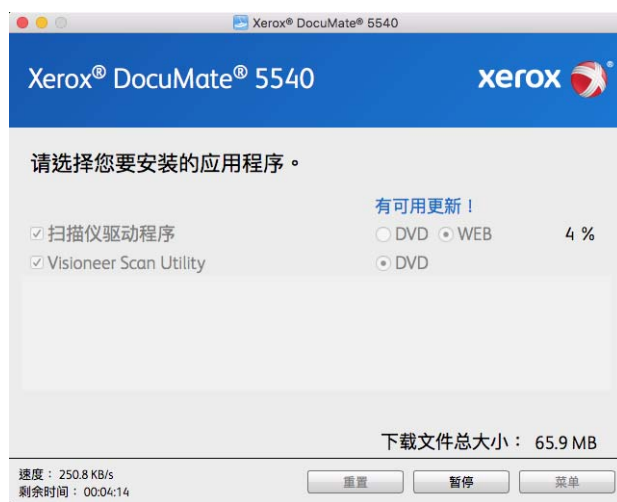 Xerox® DocuMate® 5540
Xerox® DocuMate® 5540
xerox
请选择您要安装的应用程序。
有可用更新！
扫描仪驱动程序 DVD WEB 4 %
Visioneer Scan Utility DVD
下载文件总大小： 65.9 MB
速度： 250.8 KB/s
剩余时间： 00:04:14
重置 暂停 菜单